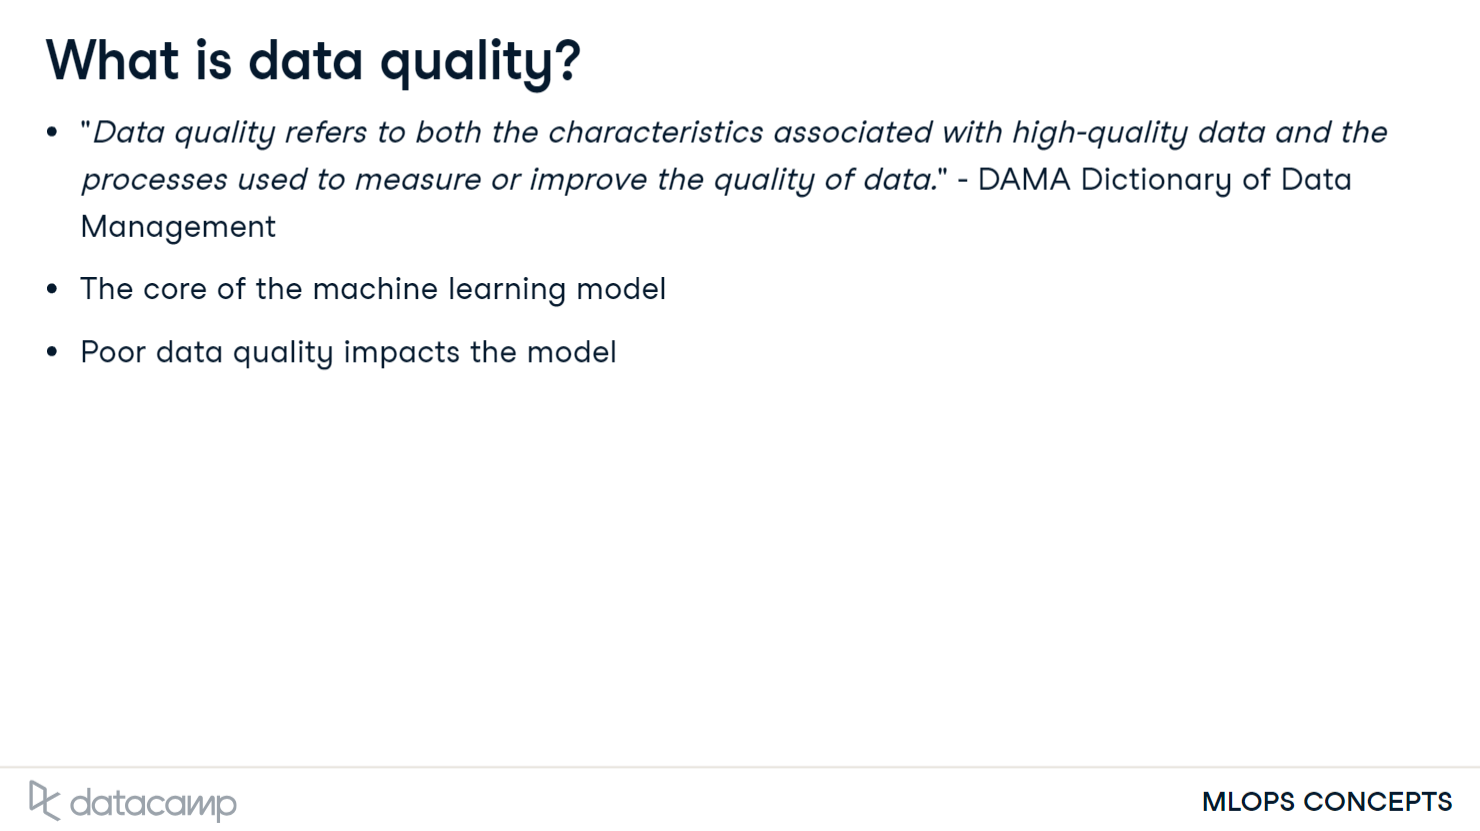 What is data quality?
• "Data quality refers to both the characteristics associated with high-quality data and the
processes used to measure or improve the quality of data." - DAMA Dictionary of Data
Management
• The core of the machine learning model
• Poor data quality impacts the model
datacamp
MLOPS CONCEPTS